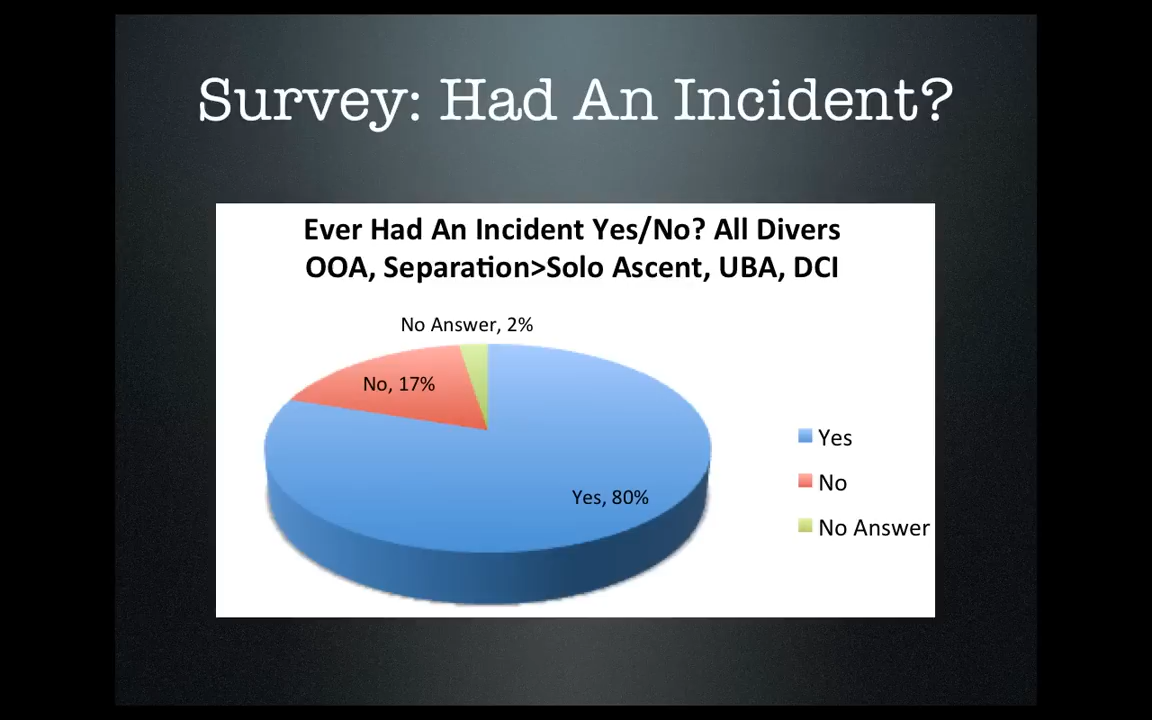 Survey: Had An Incident?
Ever Had An Incident Yes/No? All Divers
OOA, Separation>Solo Ascent, UBA, DCI
No Answer, 2%
No, 17%
Yes, 80%
Yes
No
No Answer